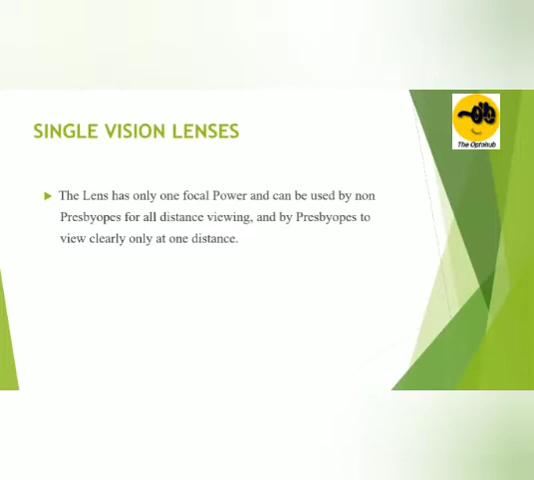 SINGLE VISION LENSES
The Optohub
The Lens has only one focal Power and can be used by non
Presbyopes for all distance viewing, and by Presbyopes to
view clearly only at one distance.